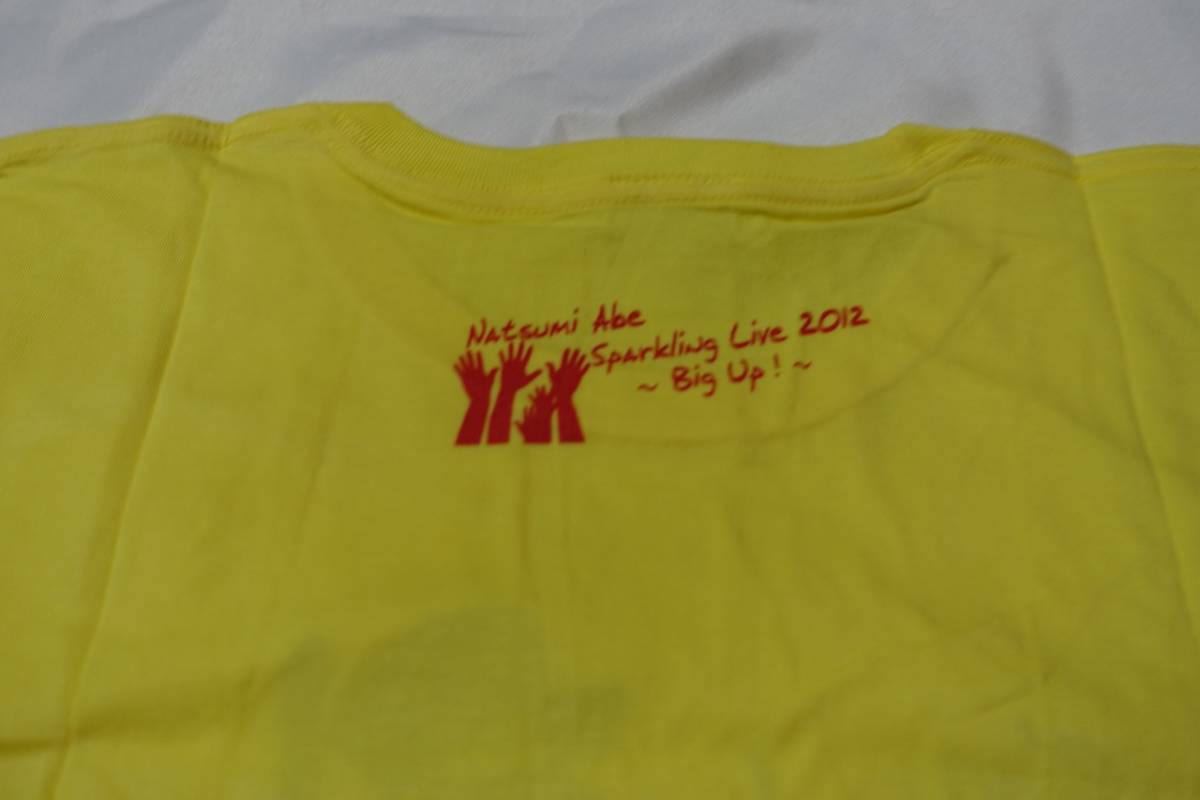 Natsumi Abe
Sparkling Live 2012
~ Big Up! ~